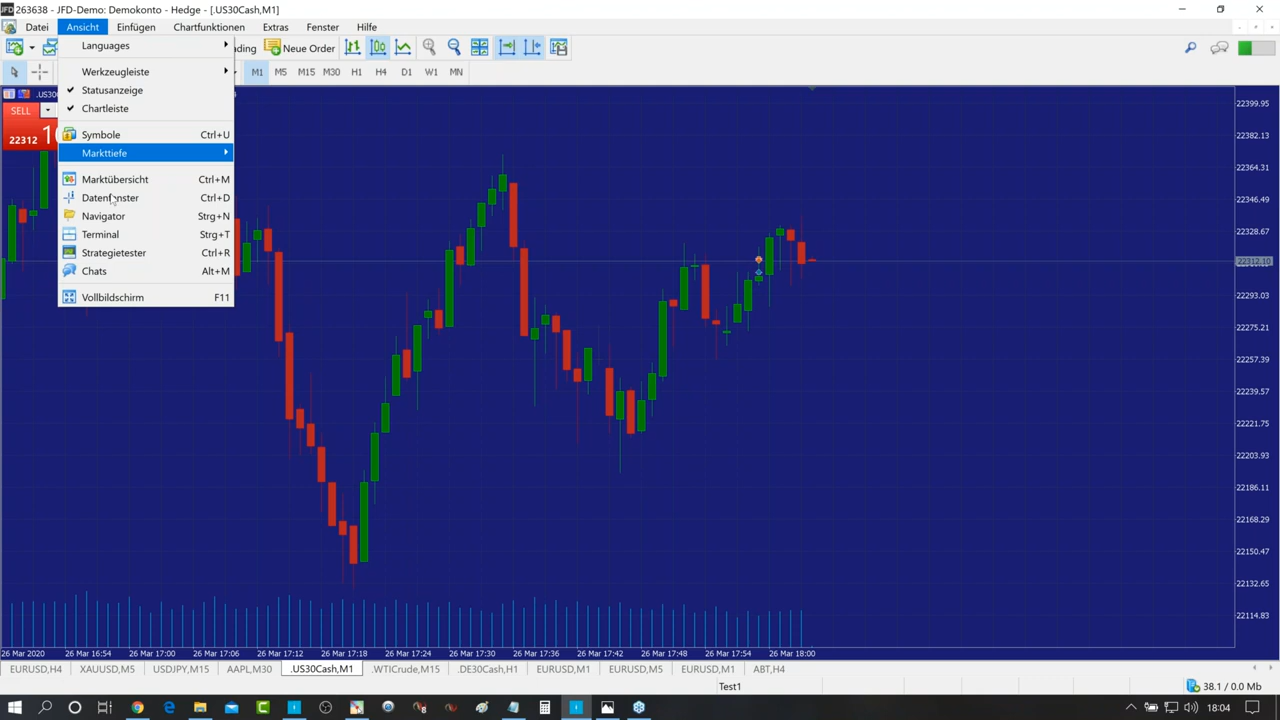 JFD 263638 - JFD-Demo: Demokonto - Hedge - [.US30Cash,M1]
Datei Ansicht Einfügen Chartfunktionen Extras Fenster Hilfe
Languages
Werkzeugleiste
Statusanzeige
Chartleiste
Symbole Ctrl+U
Markttiefe
Marktübersicht Ctrl+M
Datenfenster Ctrl+D
Navigator Strg+N
Terminal Strg+T
Strategietester Ctrl+R
Chats Alt+M
Vollbildschirm F11
New Order
M1 M5 M15 M30 H1 H4 D1 W1 MN
SELL
22312
22399.95
22382.13
22364.31
22346.49
22328.67
22312.10
22293.03
22275.21
22257.39
22239.57
22221.75
22203.93
22186.11
22168.29
22150.47
22132.65
22114.83
26 Mar 2020 26 Mar 16:54 26 Mar 17:00 26 Mar 17:06 26 Mar 17:12 26 Mar 17:18 26 Mar 17:24 26 Mar 17:30 26 Mar 17:36 26 Mar 17:42 26 Mar 17:48 26 Mar 17:54 26 Mar 18:00
EURUSD,H4 XAUUSD,M5 USDJPY,M15 AAPL,M30 .US30Cash,M1 .WTICrude,M15 .DE30Cash,H1 EURUSD,M1 EURUSD,M5 EURUSD,M1 ABT,H4
Test1 38.1 / 0.0 Mb
18:04